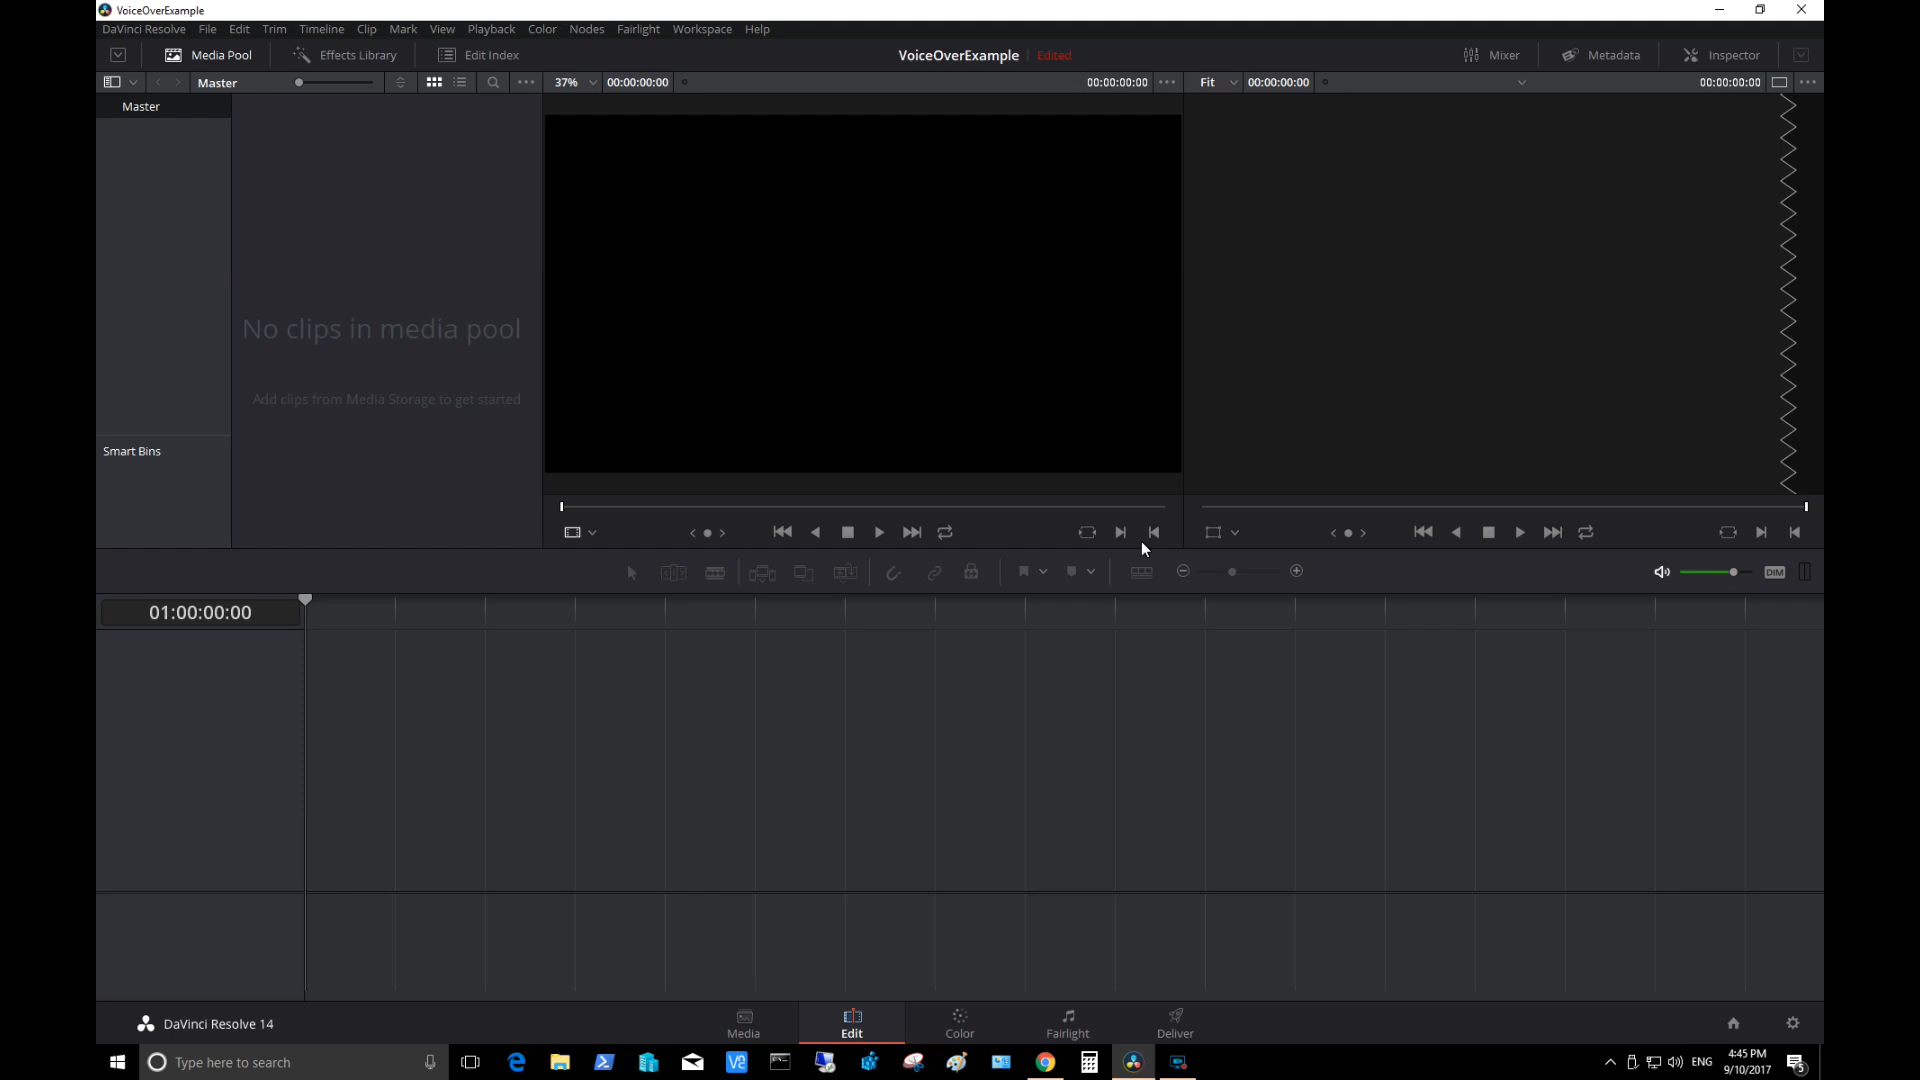 VoiceOverExample
DaVinci Resolve File Edit Trim Timeline Clip Mark View Playback Color Nodes Fairlight Workspace Help
Media Pool Effects Library Edit Index VoiceOverExample Edited Mixer Metadata Inspector
Master 37% 00:00:00:00 00:00:00:00 Fit 00:00:00:00 00:00:00:00
Master
No clips in media pool
Add clips from Media Storage to get started
Smart Bins
DIM
01:00:00:00
DaVinci Resolve 14
Media Edit Color Fairlight Deliver
Type here to search
ENG
4:45 PM
9/10/2017
5